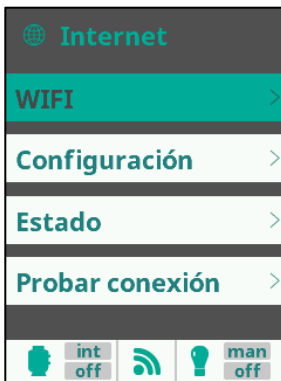 Internet
WIFI
Configuración
Estado
Probar conexión
int man
off off